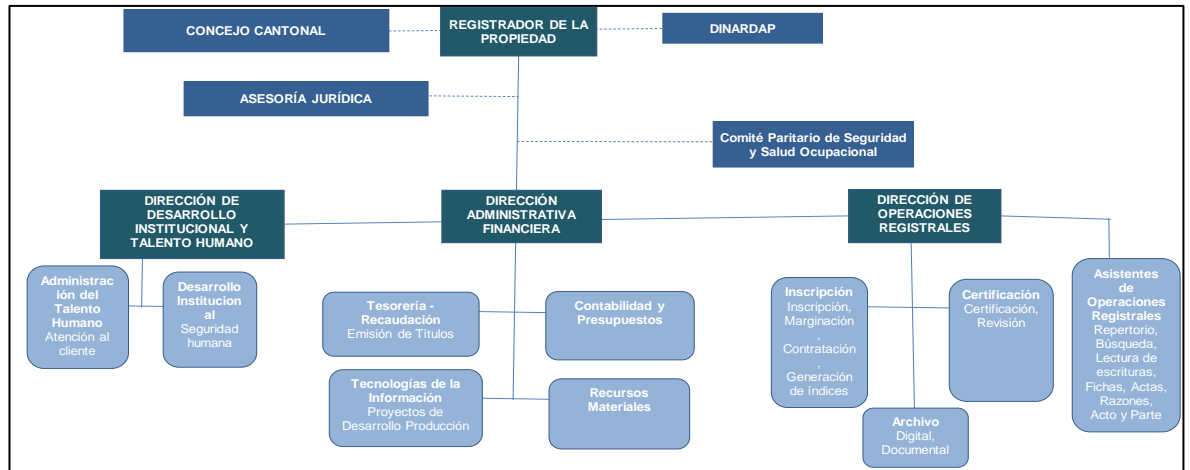 CONCEJO CANTONAL
REGISTRADOR DE LA
PROPIEDAD
DINARDAP
ASESORÍA JURÍDICA
Comité Paritario de Seguridad
y Salud Ocupacional
DIRECCIÓN DE
DESARROLLO
INSTITUCIONAL Y
TALENTO HUMANO
DIRECCIÓN
ADMINISTRATIVA
FINANCIERA
DIRECCIÓN DE
OPERACIONES
REGISTRALES
Administrac
ión del
Talento
Humano
Atención al
cliente
Desarrollo
Institucion
al
Seguridad
humana
Tesorería -
Recaudación
Emisión de Títulos
Contabilidad y
Presupuestos
Tecnologías de la
Información
Proyectos de
Desarrollo Producción
Recursos
Materiales
Inscripción
Inscripción,
Marginación
,
Contratación
,
Generación
de índices
Certificación
Certificación,
Revisión
Archivo
Digital,
Documental
Asistentes
de
Operaciones
Registrales
Repertorio,
Búsqueda,
Lectura de
escrituras,
Fichas, Actas,
Razones,
Acto y Parte